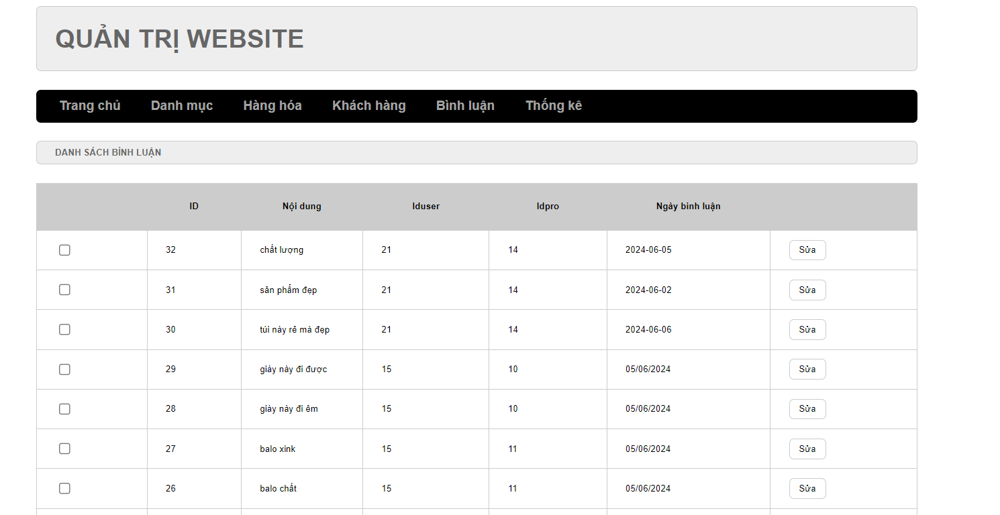 QUẢN TRỊ WEBSITE
Trang chủ Danh mục Hàng hóa Khách hàng Bình luận Thống kê
DANH SÁCH BÌNH LUẬN
ID Nội dung Iduser Idpro Ngày bình luận
32 chất lượng 21 14 2024-06-05 Sửa
31 sản phẩm đẹp 21 14 2024-06-02 Sửa
30 túi này rẻ mà đẹp 21 14 2024-06-06 Sửa
29 giày này đi được 15 10 05/06/2024 Sửa
28 giày này đi êm 15 10 05/06/2024 Sửa
27 balo xink 15 11 05/06/2024 Sửa
26 balo chất 15 11 05/06/2024 Sửa